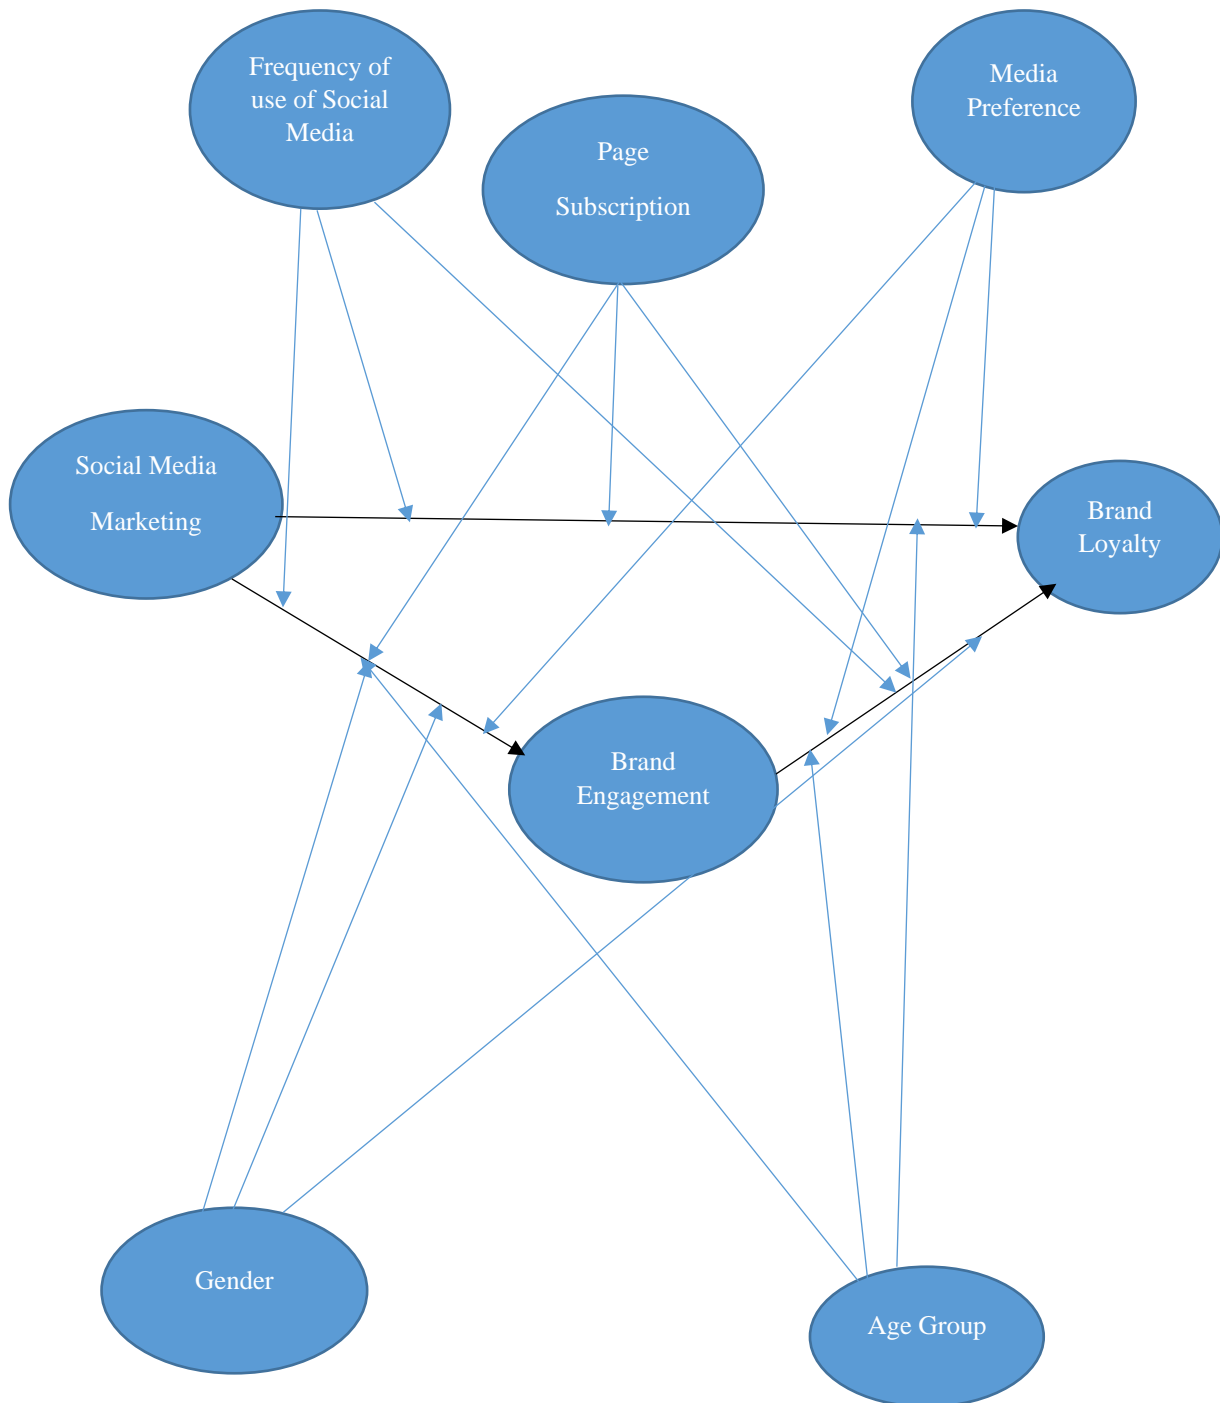 Frequency of
use of Social
Media
Page
Subscription
Media
Preference
Social Media
Marketing
Brand
Loyalty
Brand
Engagement
Gender
Age Group